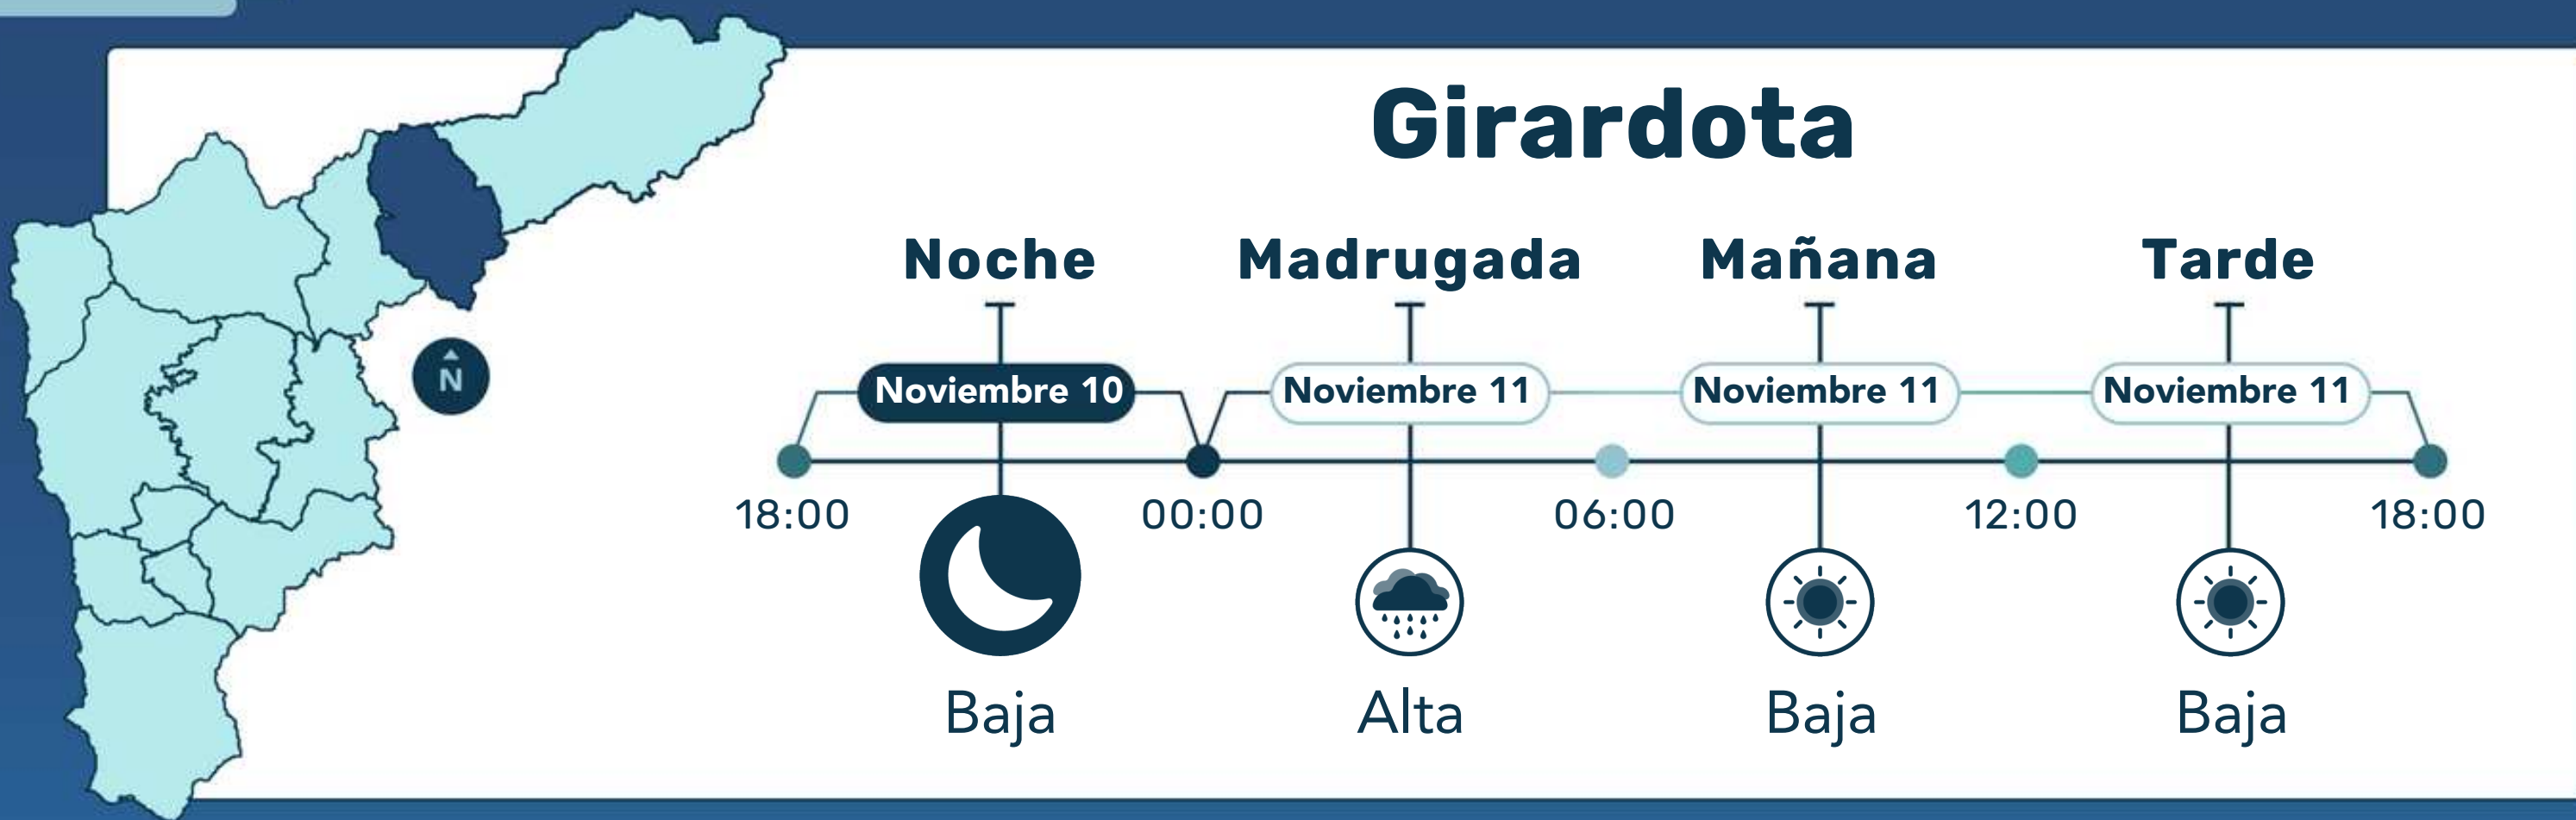 Girardota
Noche Madrugada Mañana Tarde
Noviembre 10 Noviembre 11 Noviembre 11 Noviembre 11
N
18:00 00:00 06:00 12:00 18:00
Baja Alta Baja Baja